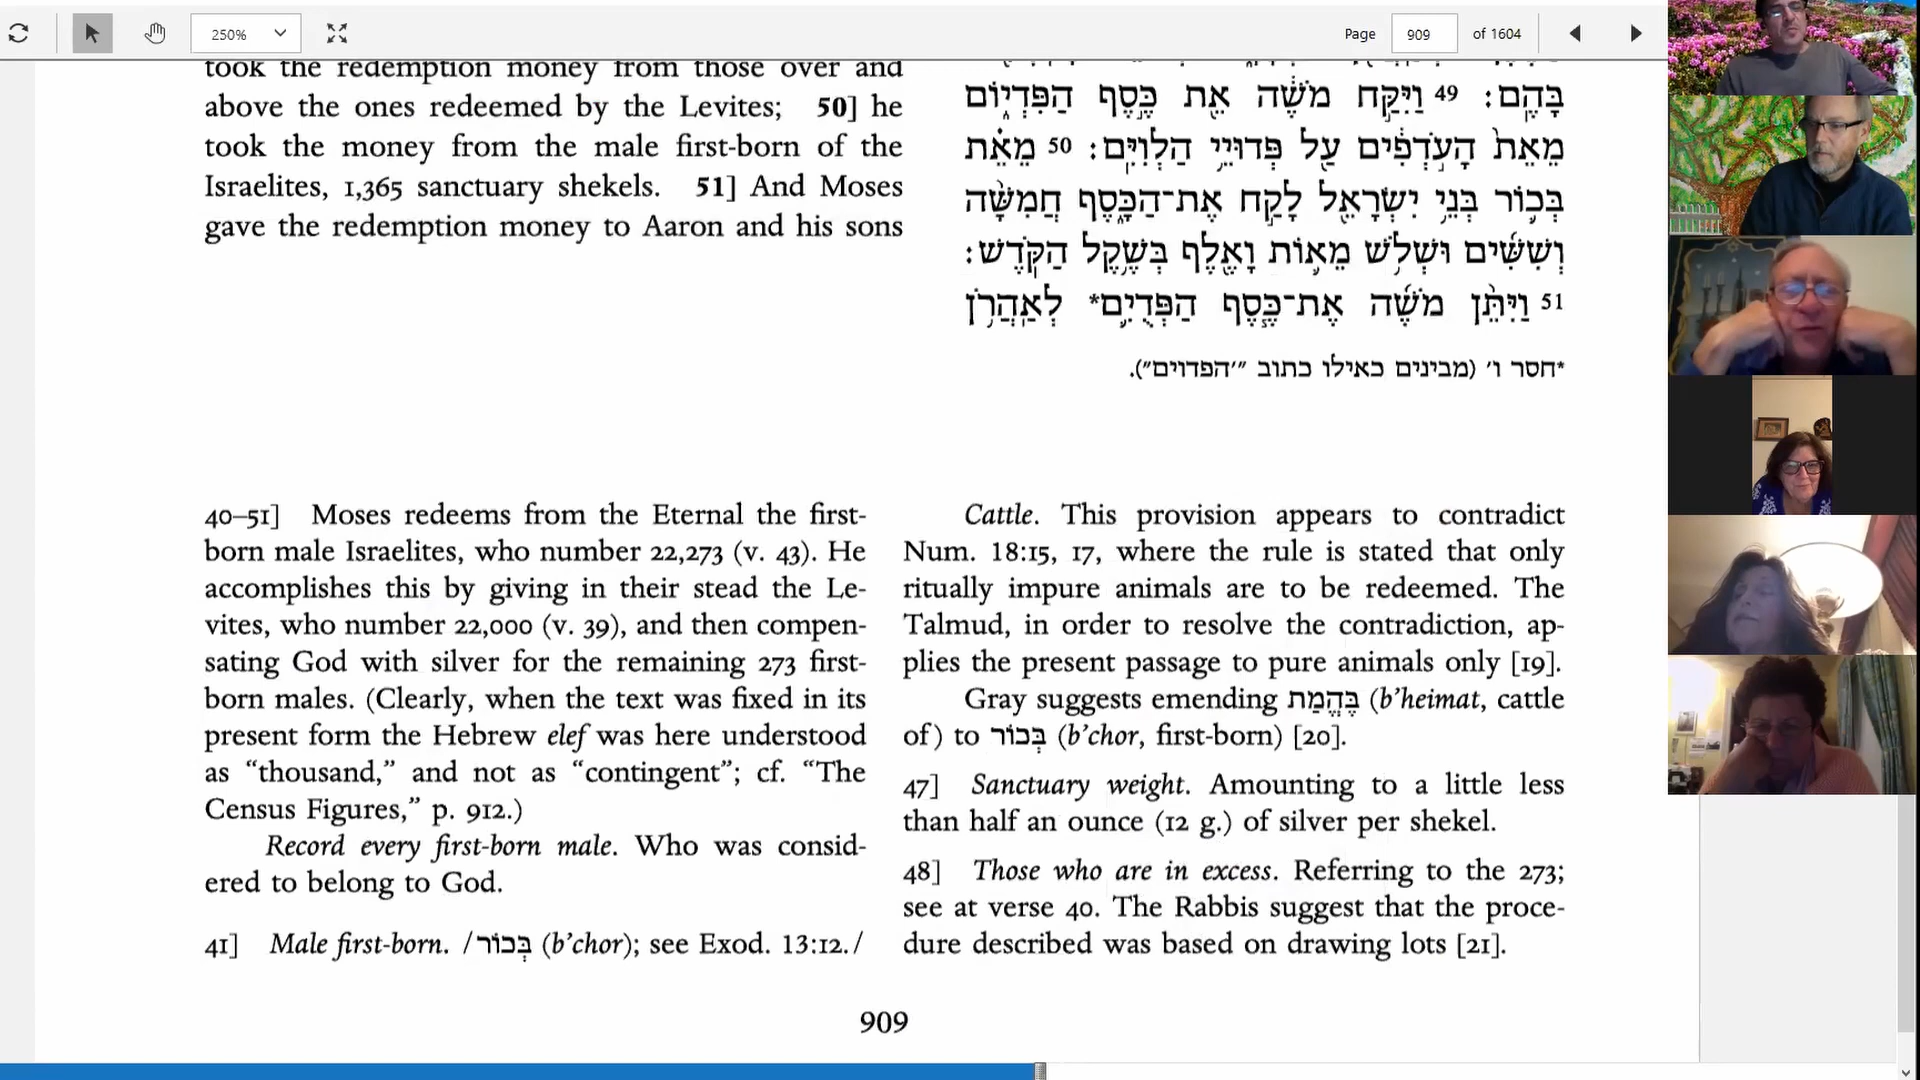 250%
Page 909 of 1604
took the redemption money from those over and
above the ones redeemed by the Levites; 50] he
took the money from the male first-born of the
Israelites, 1,365 sanctuary shekels. 51] And Moses
gave the redemption money to Aaron and his sons
בָּהֶֽם׃ 49 וַיִּקַּ֣ח מֹשֶׁ֔ה אֵ֖ת כֶּ֣סֶף הַפִּדְי֑וֹם
מֵאֵת֙ הָעֹ֣דְפִ֔ים עַ֖ל פְּדוּיֵ֥י הַלְוִיִּֽם׃ 50 מֵאֵ֗ת
בְּכ֛וֹר בְּנֵ֥י יִשְׂרָאֵ֖ל לָקַ֣ח אֶת־הַכָּ֑סֶף חֲמִשָּׁ֨ה
וְשִׁשִּׁ֜ים וּשְׁלֹ֥שׁ מֵא֛וֹת וָאֶ֖לֶף בְּשֶׁ֥קֶל הַקֹּֽדֶשׁ׃
51 וַיִּתֵּ֨ן מֹשֶׁ֜ה אֶת־כֶּ֧סֶף הַפְּדֻיִ֛ם* לְאַֽהֲרֹ֥ן
*חסר ו׳ (מבינים כאילו כתוב ״׳הפדוים״).
40–51] Moses redeems from the Eternal the first-
born male Israelites, who number 22,273 (v. 43). He
accomplishes this by giving in their stead the Le-
vites, who number 22,000 (v. 39), and then compen-
sating God with silver for the remaining 273 first-
born males. (Clearly, when the text was fixed in its
present form the Hebrew elef was here understood
as “thousand,” and not as “contingent”; cf. “The
Census Figures,” p. 912.)
Record every first-born male. Who was consid-
ered to belong to God.
41] Male first-born. /בְּכוֹר (b’chor); see Exod. 13:12./
Cattle. This provision appears to contradict
Num. 18:15, 17, where the rule is stated that only
ritually impure animals are to be redeemed. The
Talmud, in order to resolve the contradiction, ap-
plies the present passage to pure animals only [19].
Gray suggests emending בֶּהֱמַת (b’heimat, cattle
of) to בְּכוֹר (b’chor, first-born) [20].
47] Sanctuary weight. Amounting to a little less
than half an ounce (12 g.) of silver per shekel.
48] Those who are in excess. Referring to the 273;
see at verse 40. The Rabbis suggest that the proce-
dure described was based on drawing lots [21].
909